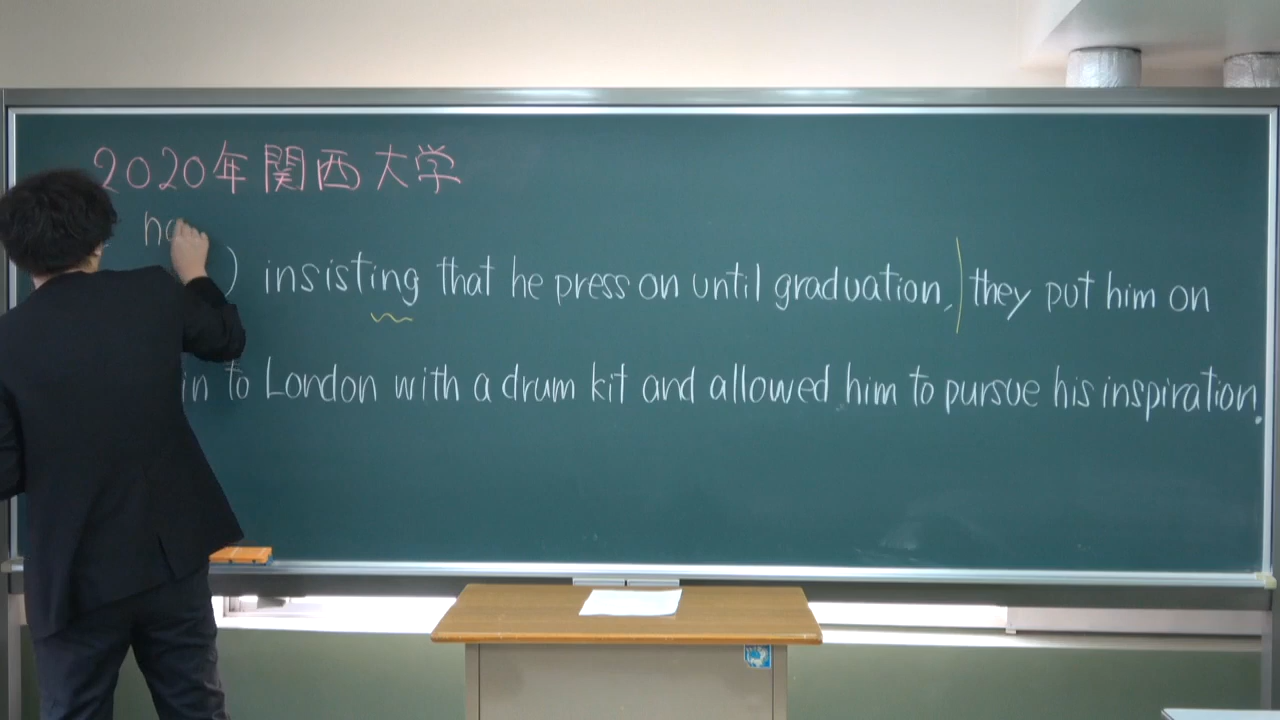 2020年関西大学
) insisting that he press on until graduation, they put him on
in to London with a drum kit and allowed him to pursue his inspiration.